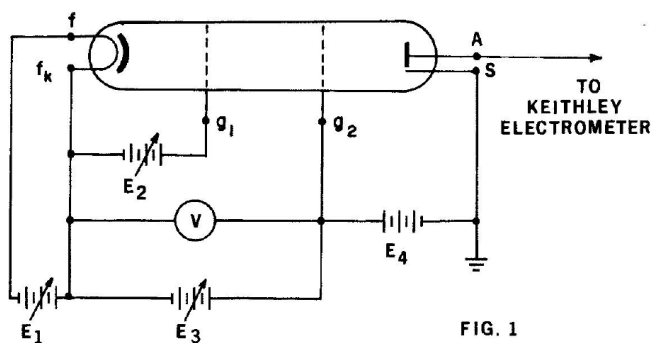 f
A
fk
S
TO
KEITHLEY
ELECTROMETER
g1
g2
E2
V
E4
E1
E3
FIG. 1